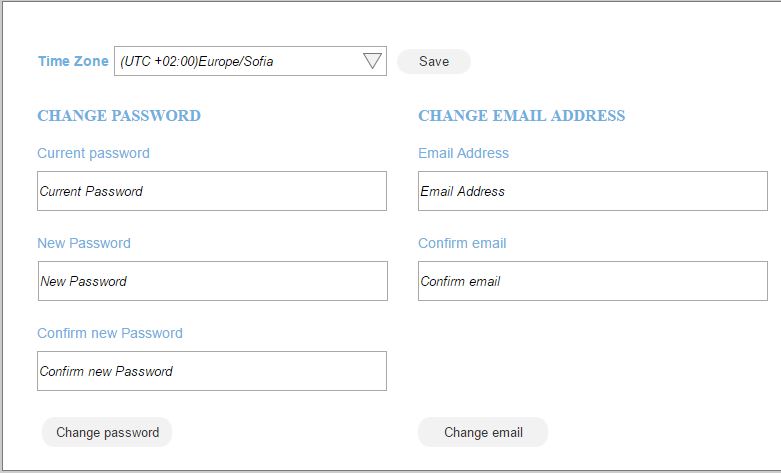 Time Zone (UTC +02:00)Europe/Sofia Save
CHANGE PASSWORD
Current password
Current Password
New Password
New Password
Confirm new Password
Confirm new Password
Change password
CHANGE EMAIL ADDRESS
Email Address
Email Address
Confirm email
Confirm email
Change email